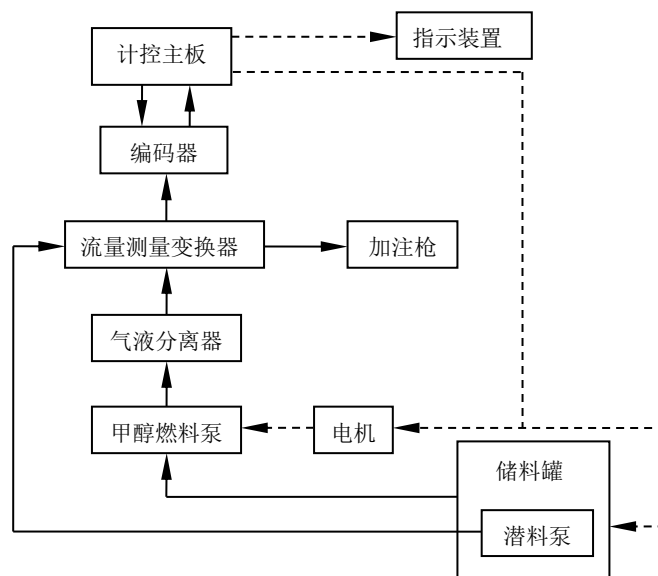 计控主板
指示装置
编码器
流量测量变换器
加注枪
气液分离器
甲醇燃料泵
电机
储料罐
潜料泵